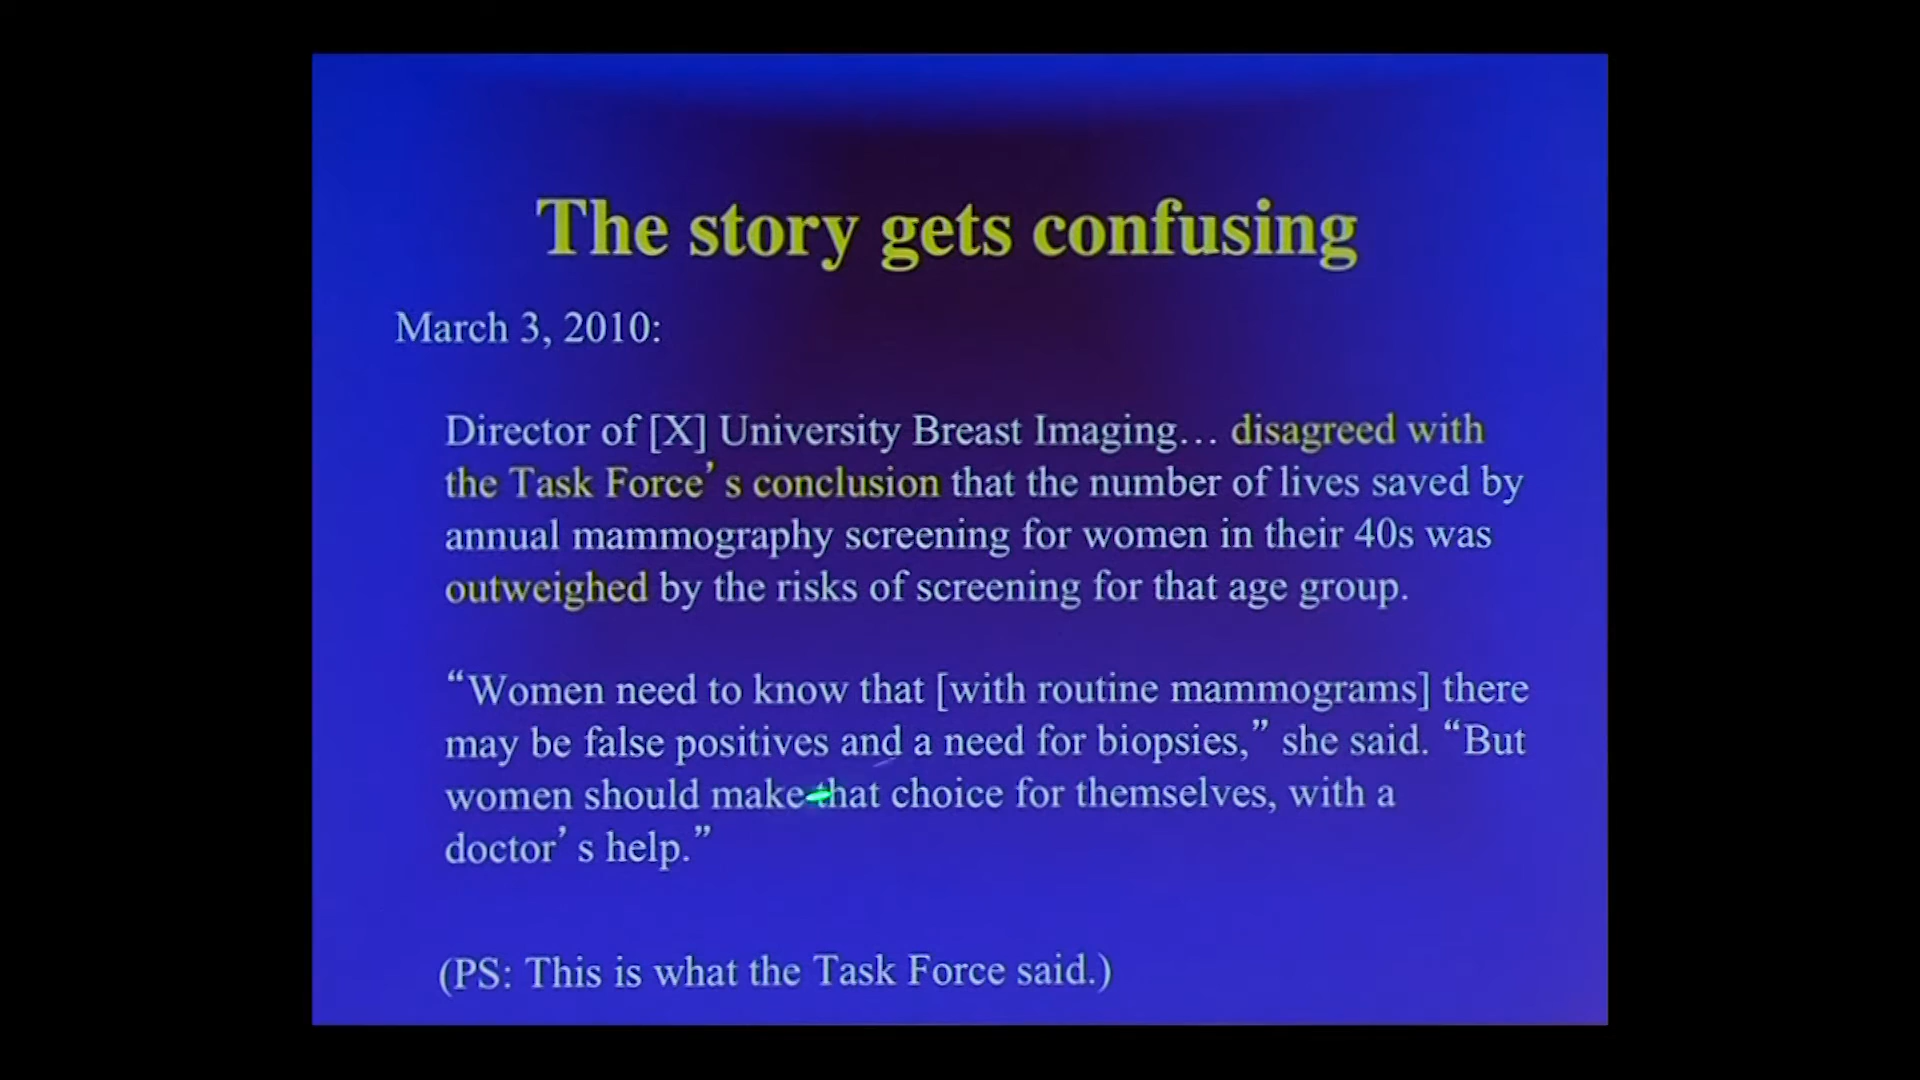 The story gets confusing
March 3, 2010:
Director of [X] University Breast Imaging… disagreed with
the Task Force’s conclusion that the number of lives saved by
annual mammography screening for women in their 40s was
outweighed by the risks of screening for that age group.
“Women need to know that [with routine mammograms] there
may be false positives and a need for biopsies,” she said. “But
women should make that choice for themselves, with a
doctor’s help.”
(PS: This is what the Task Force said.)